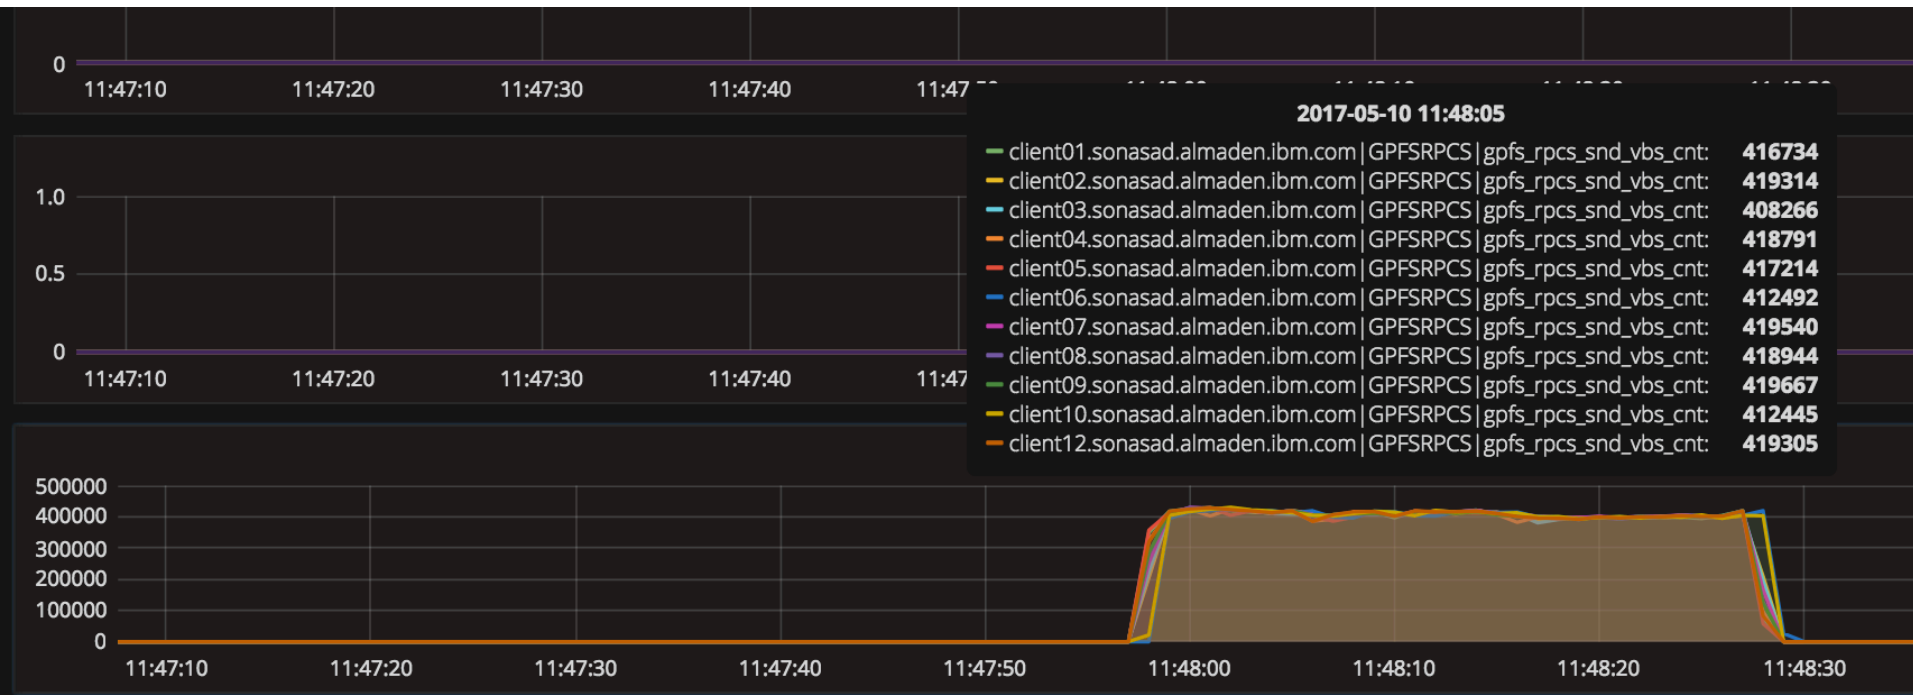 0
11:47:10 11:47:20 11:47:30 11:47:40 11:47
2017-05-10 11:48:05
client01.sonasad.almaden.ibm.com|GPFSRPCS|gpfs_rpcs_snd_vbs_cnt: 416734
client02.sonasad.almaden.ibm.com|GPFSRPCS|gpfs_rpcs_snd_vbs_cnt: 419314
client03.sonasad.almaden.ibm.com|GPFSRPCS|gpfs_rpcs_snd_vbs_cnt: 408266
client04.sonasad.almaden.ibm.com|GPFSRPCS|gpfs_rpcs_snd_vbs_cnt: 418791
client05.sonasad.almaden.ibm.com|GPFSRPCS|gpfs_rpcs_snd_vbs_cnt: 417214
client06.sonasad.almaden.ibm.com|GPFSRPCS|gpfs_rpcs_snd_vbs_cnt: 412492
client07.sonasad.almaden.ibm.com|GPFSRPCS|gpfs_rpcs_snd_vbs_cnt: 419540
client08.sonasad.almaden.ibm.com|GPFSRPCS|gpfs_rpcs_snd_vbs_cnt: 418944
client09.sonasad.almaden.ibm.com|GPFSRPCS|gpfs_rpcs_snd_vbs_cnt: 419667
client10.sonasad.almaden.ibm.com|GPFSRPCS|gpfs_rpcs_snd_vbs_cnt: 412445
client12.sonasad.almaden.ibm.com|GPFSRPCS|gpfs_rpcs_snd_vbs_cnt: 419305
1.0
0.5
0
11:47:10 11:47:20 11:47:30 11:47:40 11:47
500000
400000
300000
200000
100000
0
11:47:10 11:47:20 11:47:30 11:47:40 11:47:50 11:48:00 11:48:10 11:48:20 11:48:30